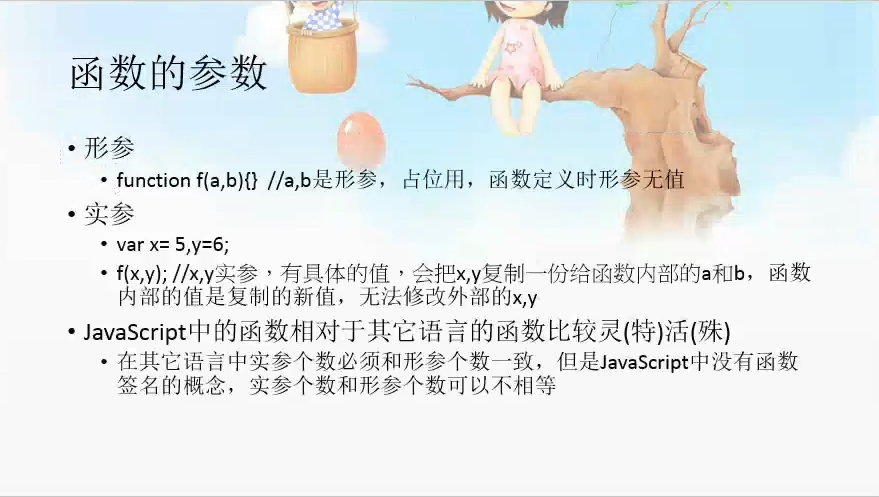 函数的参数
• 形参
• function f(a,b){} //a,b是形参，占位用，函数定义时形参无值
• 实参
• var x= 5,y=6;
• f(x,y); //x,y实参，有具体的值，会把x,y复制一份给函数内部的a和b，函数
内部的值是复制的新值，无法修改外部的x,y
• JavaScript中的函数相对于其它语言的函数比较灵(特)活(殊)
• 在其它语言中实参个数必须和形参个数一致，但是JavaScript中没有函数
签名的概念，实参个数和形参个数可以不相等